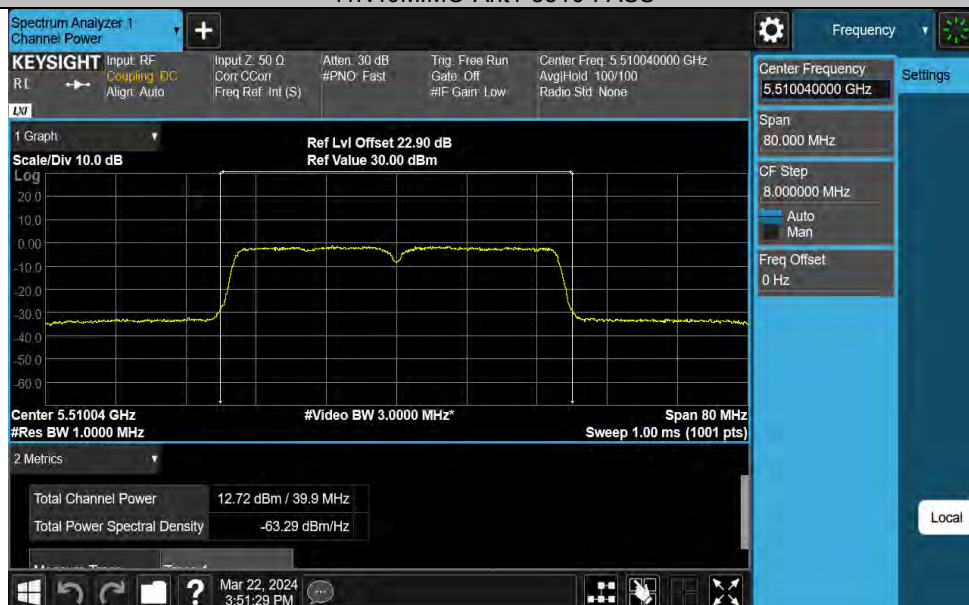 11N40MIMO-Ant1-5510-PASS
Spectrum Analyzer 1
Channel Power
Frequency
KEYSIGHT
RL
LXI
Input: RF
Coupling: DC
Align: Auto
Input Z: 50 Ω
Corr CCorr
Freq Ref: Int (S)
Atten: 30 dB
#PNO: Fast
Trig: Free Run
Gate: Off
#IF Gain: Low
Center Freq: 5.510040000 GHz
Avg|Hold: 100/100
Radio Std: None
Center Frequency
5.510040000 GHz
Settings
Span
80.000 MHz
CF Step
8.000000 MHz
Auto
Man
Freq Offset
0 Hz
Local
1 Graph
Scale/Div 10.0 dB
Ref Lvl Offset 22.90 dB
Ref Value 30.00 dBm
Log
20.0
10.0
0.00
-10.0
-20.0
-30.0
-40.0
-50.0
-60.0
Center 5.51004 GHz
#Video BW 3.0000 MHz*
Span 80 MHz
#Res BW 1.0000 MHz
Sweep 1.00 ms (1001 pts)
2 Metrics
Total Channel Power 12.72 dBm / 39.9 MHz
Total Power Spectral Density -63.29 dBm/Hz
?
Mar 22, 2024
3:51:29 PM